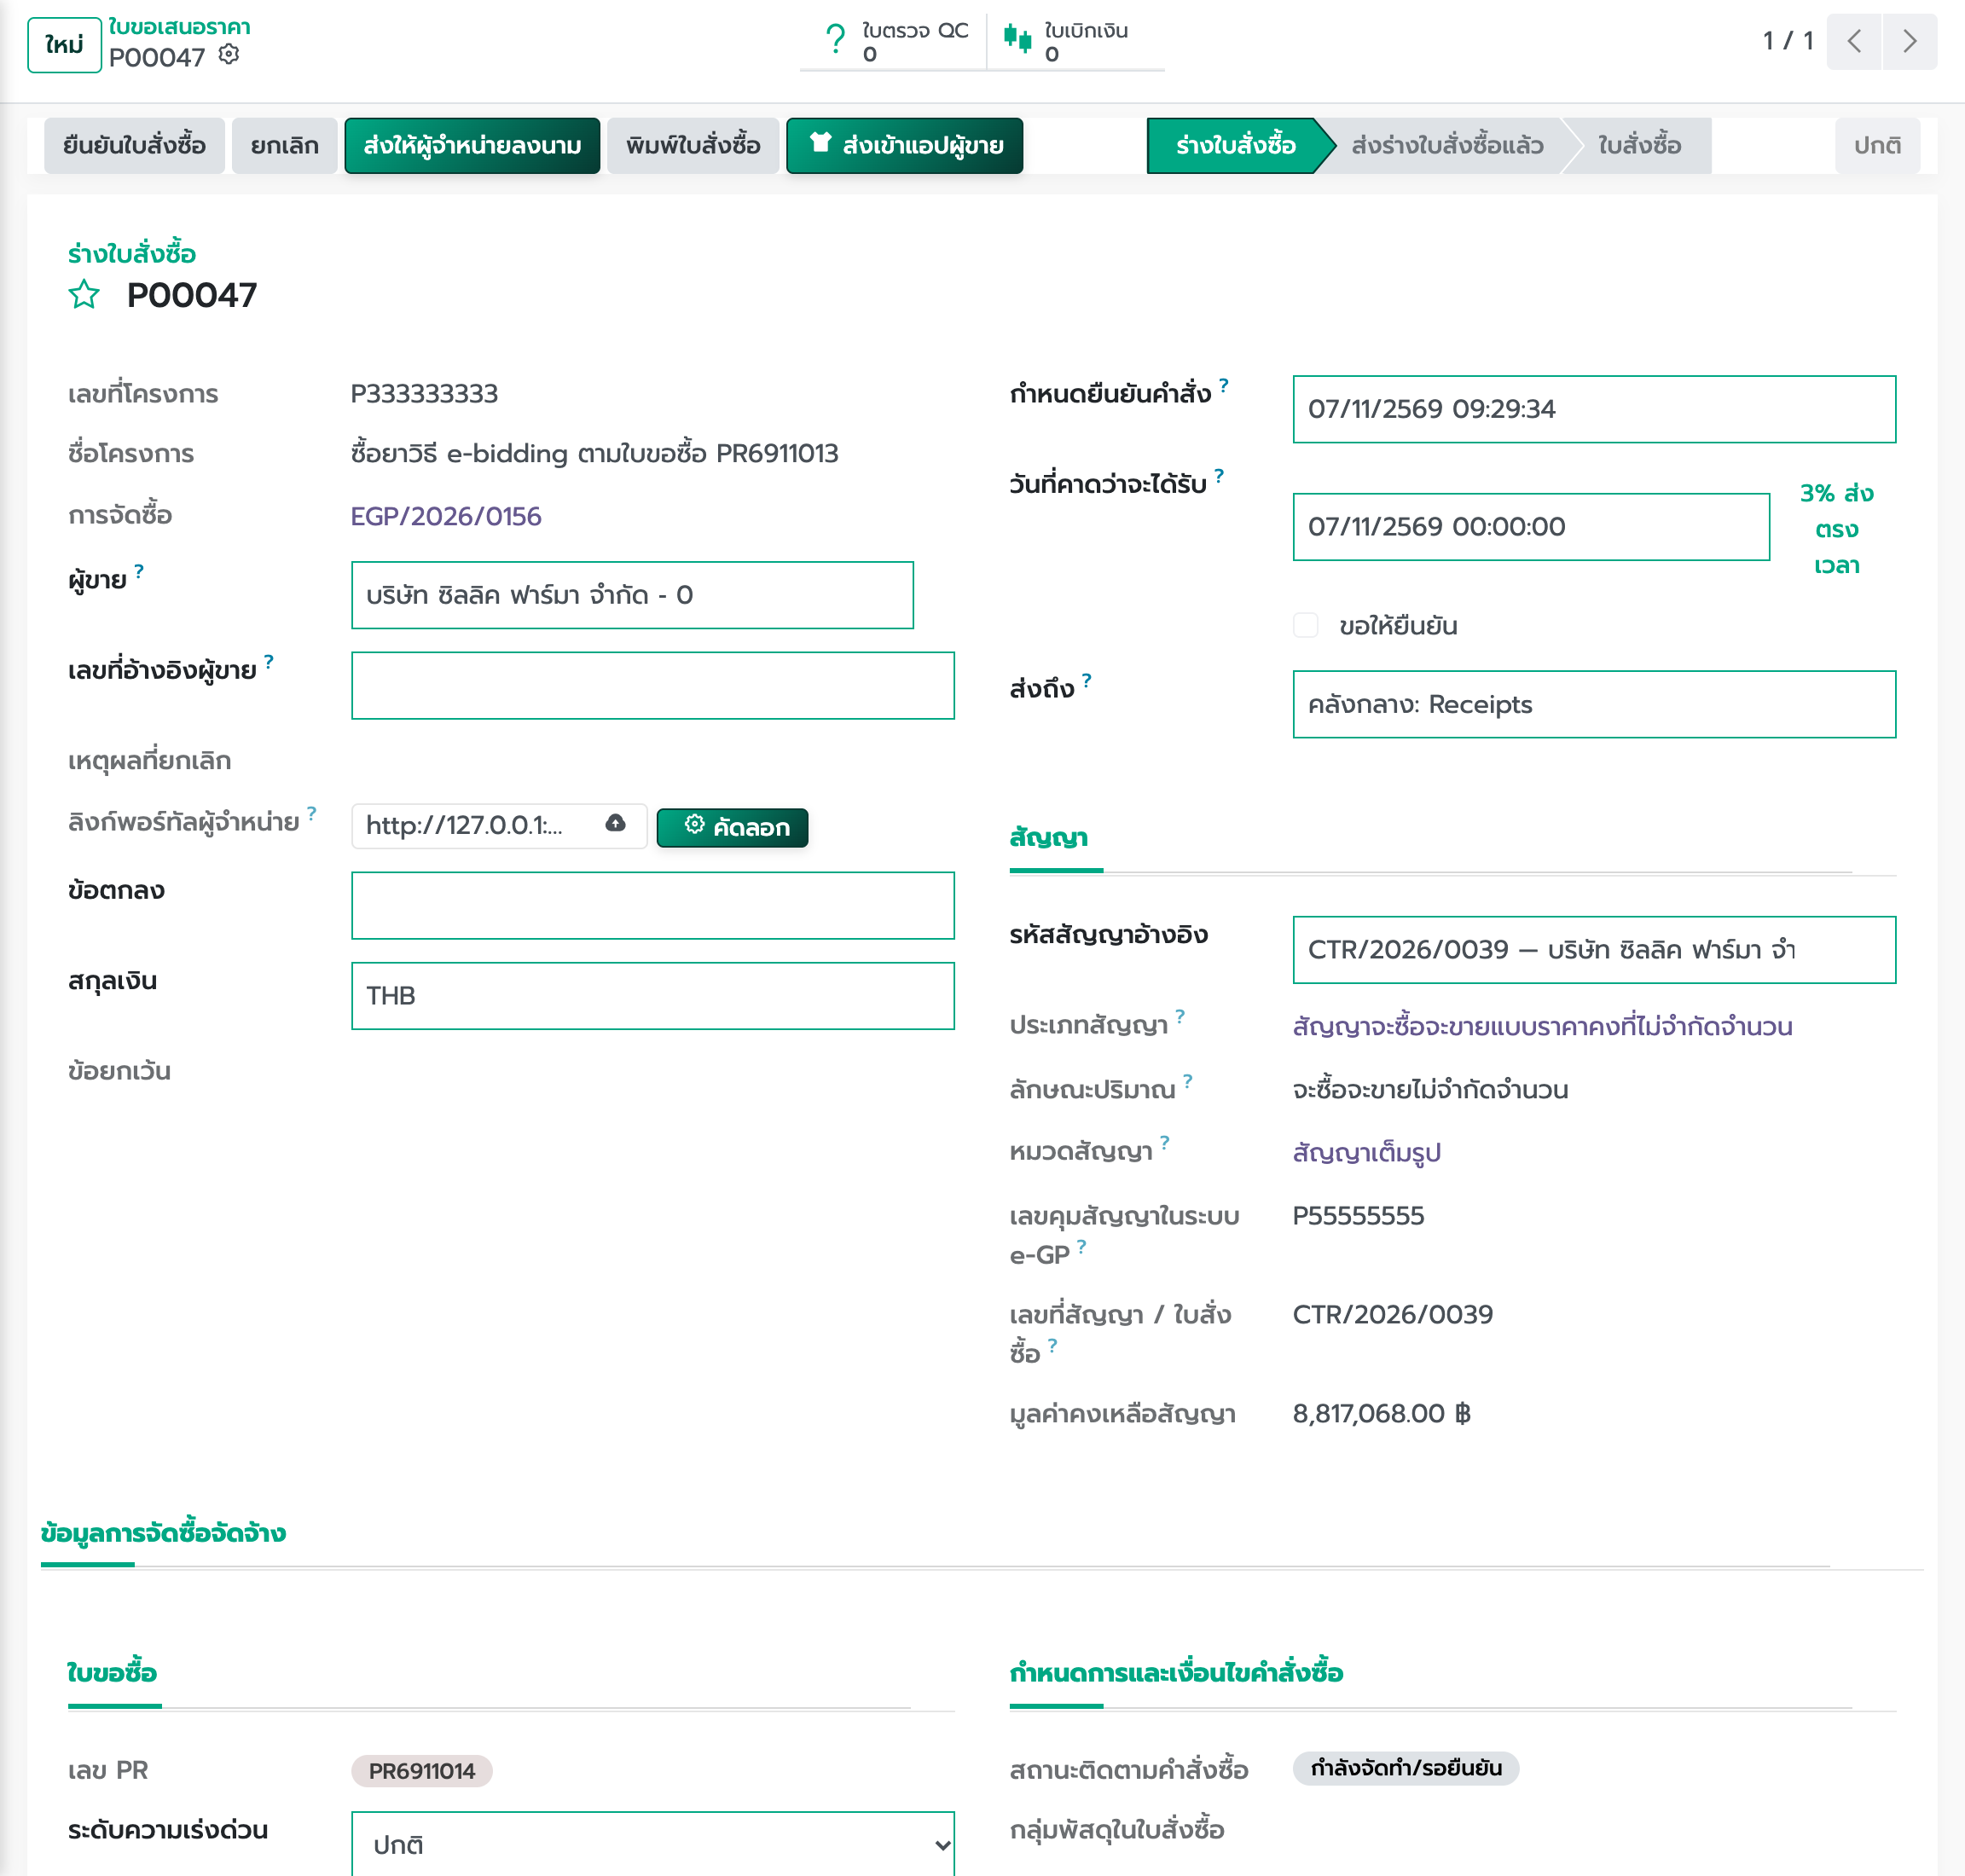 ใหม่
ใบขอเสนอราคา
P00047
ใบตรวจ QC
0
ใบเบิกเงิน
0
1 / 1
ยืนยันใบสั่งซื้อ
ยกเลิก
ส่งให้ผู้จำหน่ายลงนาม
พิมพ์ใบสั่งซื้อ
ส่งเข้าแอปผู้ขาย
ร่างใบสั่งซื้อ
ส่งร่างใบสั่งซื้อแล้ว
ใบสั่งซื้อ
ปกติ
ร่างใบสั่งซื้อ
P00047
เลขที่โครงการ
P333333333
ชื่อโครงการ
ซื้อยาวิธี e-bidding ตามใบขอซื้อ PR6911013
การจัดซื้อ
EGP/2026/0156
ผู้ขาย ?
บริษัท ซิลลิค ฟาร์มา จำกัด - 0
เลขที่อ้างอิงผู้ขาย ?
เหตุผลที่ยกเลิก
ลิงก์พอร์ทัลผู้จำหน่าย ?
http://127.0.0.1:...
คัดลอก
ข้อตกลง
สกุลเงิน
THB
ข้อยกเว้น
กำหนดยืนยันคำสั่ง ?
07/11/2569 09:29:34
วันที่คาดว่าจะได้รับ ?
07/11/2569 00:00:00
3% ส่ง
ตรง
เวลา
ขอให้ยืนยัน
ส่งถึง ?
คลังกลาง: Receipts
สัญญา
รหัสสัญญาอ้างอิง
CTR/2026/0039 — บริษัท ซิลลิค ฟาร์มา จำ
ประเภทสัญญา ?
สัญญาจะซื้อจะขายแบบราคาคงที่ไม่จำกัดจำนวน
ลักษณะปริมาณ ?
จะซื้อจะขายไม่จำกัดจำนวน
หมวดสัญญา ?
สัญญาเต็มรูป
เลขคุมสัญญาในระบบ
e-GP ?
P55555555
เลขที่สัญญา / ใบสั่ง
ซื้อ ?
CTR/2026/0039
มูลค่าคงเหลือสัญญา
8,817,068.00 ฿
ข้อมูลการจัดซื้อจัดจ้าง
ใบขอซื้อ
เลข PR
PR6911014
ระดับความเร่งด่วน
ปกติ
กำหนดการและเงื่อนไขคำสั่งซื้อ
สถานะติดตามคำสั่งซื้อ
กำลังจัดทำ/รอยืนยัน
กลุ่มพัสดุในใบสั่งซื้อ